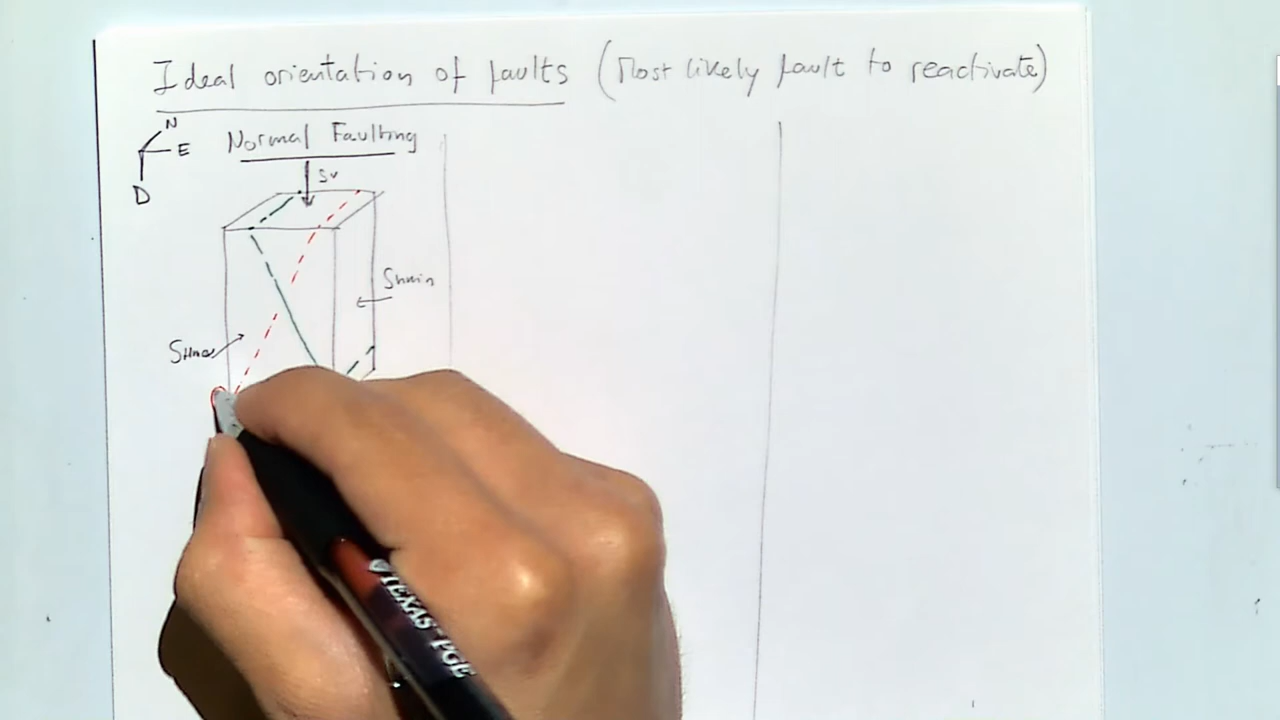 Ideal orientation of faults (Most likely fault to reactivate)
N
E
D
Normal Faulting
Sv
Shmin
SHmax
TEXAS PGE